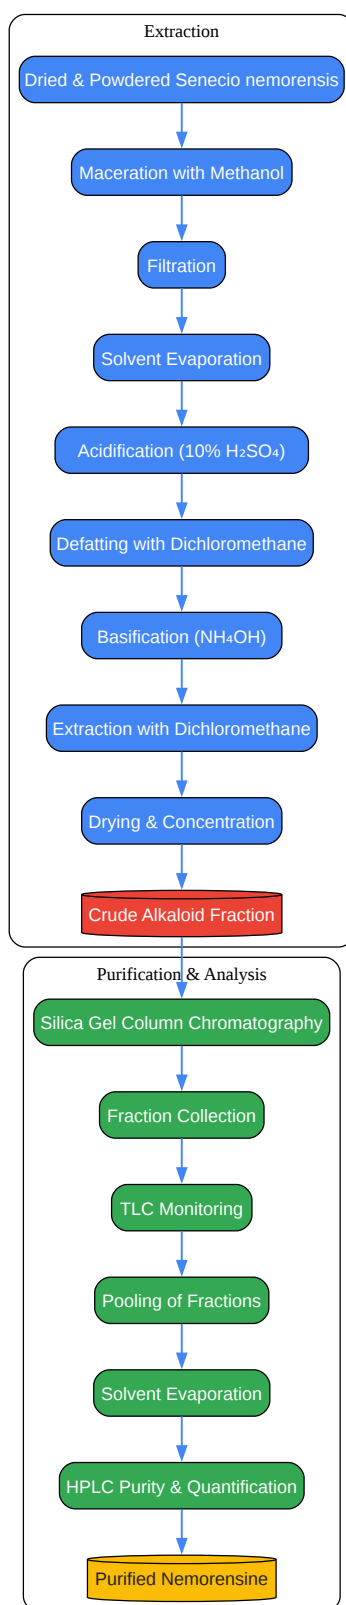 Extraction
Dried & Powdered Senecio nemorensis
Maceration with Methanol
Filtration
Solvent Evaporation
Acidification (10% H₂SO₄)
Defatting with Dichloromethane
Basification (NH₄OH)
Extraction with Dichloromethane
Drying & Concentration
Crude Alkaloid Fraction
Purification & Analysis
Silica Gel Column Chromatography
Fraction Collection
TLC Monitoring
Pooling of Fractions
Solvent Evaporation
HPLC Purity & Quantification
Purified Nemorensine